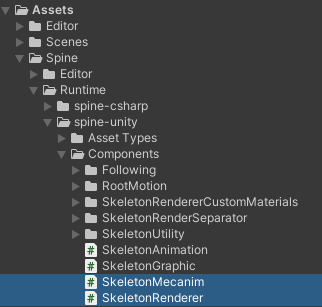 Assets
Editor
Scenes
Spine
Editor
Runtime
spine-csharp
spine-unity
Asset Types
Components
Following
RootMotion
SkeletonRendererCustomMaterials
SkeletonRenderSeparator
SkeletonUtility
# SkeletonAnimation
# SkeletonGraphic
# SkeletonMecanim
# SkeletonRenderer